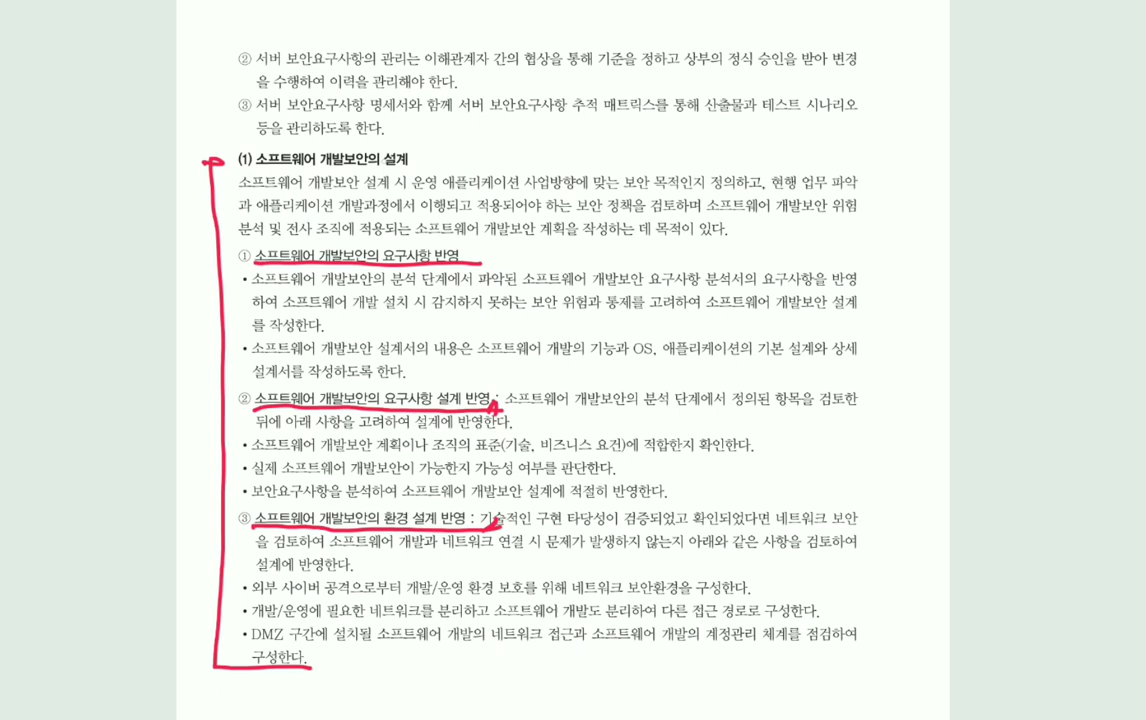 ② 서버 보안요구사항의 관리는 이해관계자 간의 협상을 통해 기준을 정하고 상부의 정식 승인을 받아 변경
을 수행하여 이력을 관리해야 한다.
③ 서버 보안요구사항 명세서와 함께 서버 보안요구사항 추적 매트릭스를 통해 산출물과 테스트 시나리오
등을 관리하도록 한다.
(1) 소프트웨어 개발보안의 설계
소프트웨어 개발보안 설계 시 운영 애플리케이션 사업방향에 맞는 보안 목적인지 정의하고, 현행 업무 파악
과 애플리케이션 개발과정에서 이행되고 적용되어야 하는 보안 정책을 검토하며 소프트웨어 개발보안 위험
분석 및 전사 조직에 적용되는 소프트웨어 개발보안 계획을 작성하는 데 목적이 있다.
① 소프트웨어 개발보안의 요구사항 반영
• 소프트웨어 개발보안의 분석 단계에서 파악된 소프트웨어 개발보안 요구사항 분석서의 요구사항을 반영
하여 소프트웨어 개발 설치 시 감지하지 못하는 보안 위험과 통제를 고려하여 소프트웨어 개발보안 설계
를 작성한다.
• 소프트웨어 개발보안 설계서의 내용은 소프트웨어 개발의 기능과 OS, 애플리케이션의 기본 설계와 상세
설계서를 작성하도록 한다.
② 소프트웨어 개발보안의 요구사항 설계 반영 : 소프트웨어 개발보안의 분석 단계에서 정의된 항목을 검토한
뒤에 아래 사항을 고려하여 설계에 반영한다.
• 소프트웨어 개발보안 계획이나 조직의 표준(기술, 비즈니스 요건)에 적합한지 확인한다.
• 실제 소프트웨어 개발보안이 가능한지 가능성 여부를 판단한다.
• 보안요구사항을 분석하여 소프트웨어 개발보안 설계에 적절히 반영한다.
③ 소프트웨어 개발보안의 환경 설계 반영 : 기술적인 구현 타당성이 검증되었고 확인되었다면 네트워크 보안
을 검토하여 소프트웨어 개발과 네트워크 연결 시 문제가 발생하지 않는지 아래와 같은 사항을 검토하여
설계에 반영한다.
• 외부 사이버 공격으로부터 개발/운영 환경 보호를 위해 네트워크 보안환경을 구성한다.
• 개발/운영에 필요한 네트워크를 분리하고 소프트웨어 개발도 분리하여 다른 접근 경로로 구성한다.
• DMZ 구간에 설치될 소프트웨어 개발의 네트워크 접근과 소프트웨어 개발의 계정관리 체계를 점검하여
구성한다.